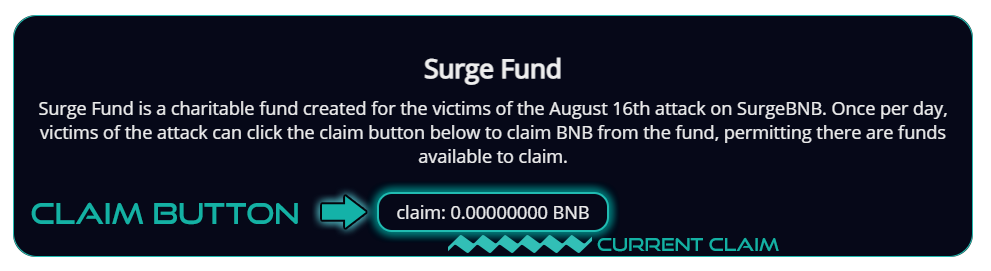 Surge Fund
Surge Fund is a charitable fund created for the victims of the August 16th attack on SurgeBNB. Once per day,
victims of the attack can click the claim button below to claim BNB from the fund, permitting there are funds
available to claim.
CLAIM BUTTON claim: 0.00000000 BNB
CURRENT CLAIM